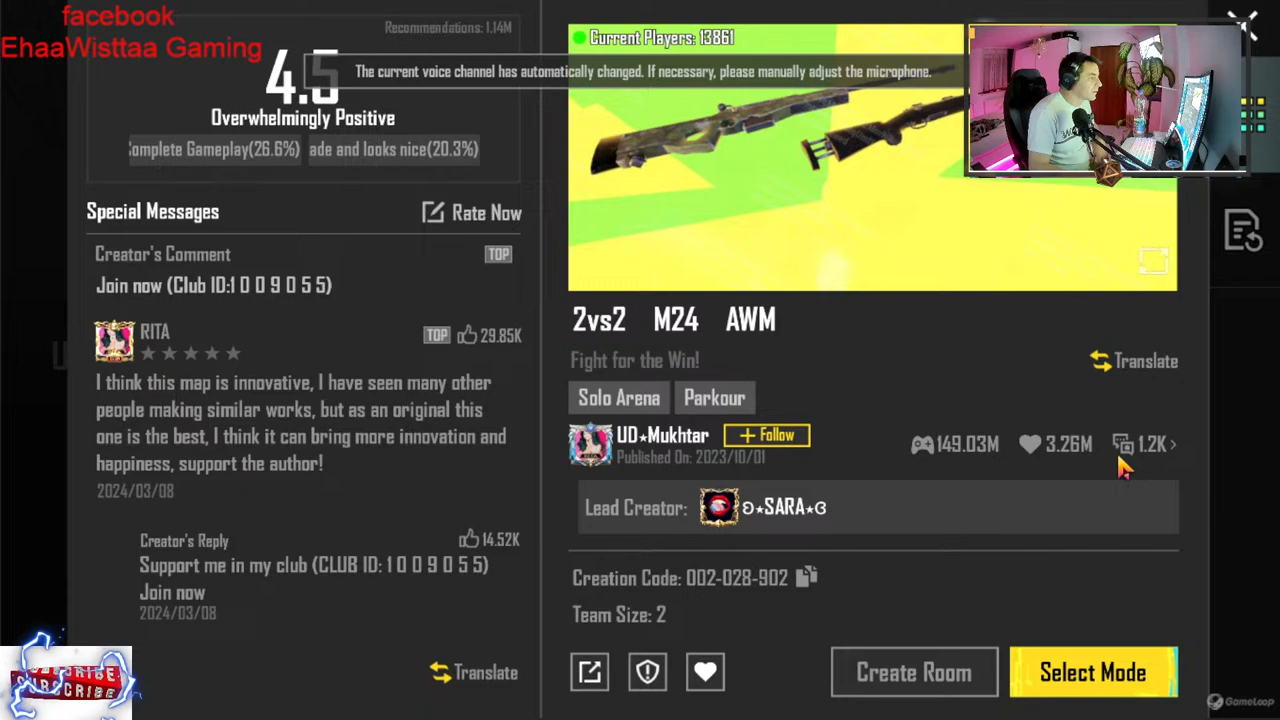 facebook
EhaaWisttaa Gaming
Recommendations: 1.14M
4.5
Overwhelmingly Positive
omplete Gameplay(26.6%)
ade and looks nice(20.3%)
The current voice channel has automatically changed. If necessary, please manually adjust the microphone.
Current Players: 13861
Special Messages
Rate Now
Creator's Comment
TOP
Join now (Club ID:1 0 0 9 0 5 5)
RITA
TOP
29.85K
I think this map is innovative, I have seen many other
people making similar works, but as an original this
one is the best, I think it can bring more innovation and
happiness, support the author!
2024/03/08
Creator's Reply
14.52K
Support me in my club (CLUB ID: 1 0 0 9 0 5 5)
Join now
2024/03/08
Translate
2vs2 M24 AWM
Fight for the Win!
Translate
Solo Arena
Parkour
UD★Mukhtar
+ Follow
Published On: 2023/10/01
149.03M
3.26M
1.2K
Lead Creator:
ʚ★SARA★ɞ
Creation Code: 002-028-902
Team Size: 2
Create Room
Select Mode
SUBSCRIBE
GameLoop